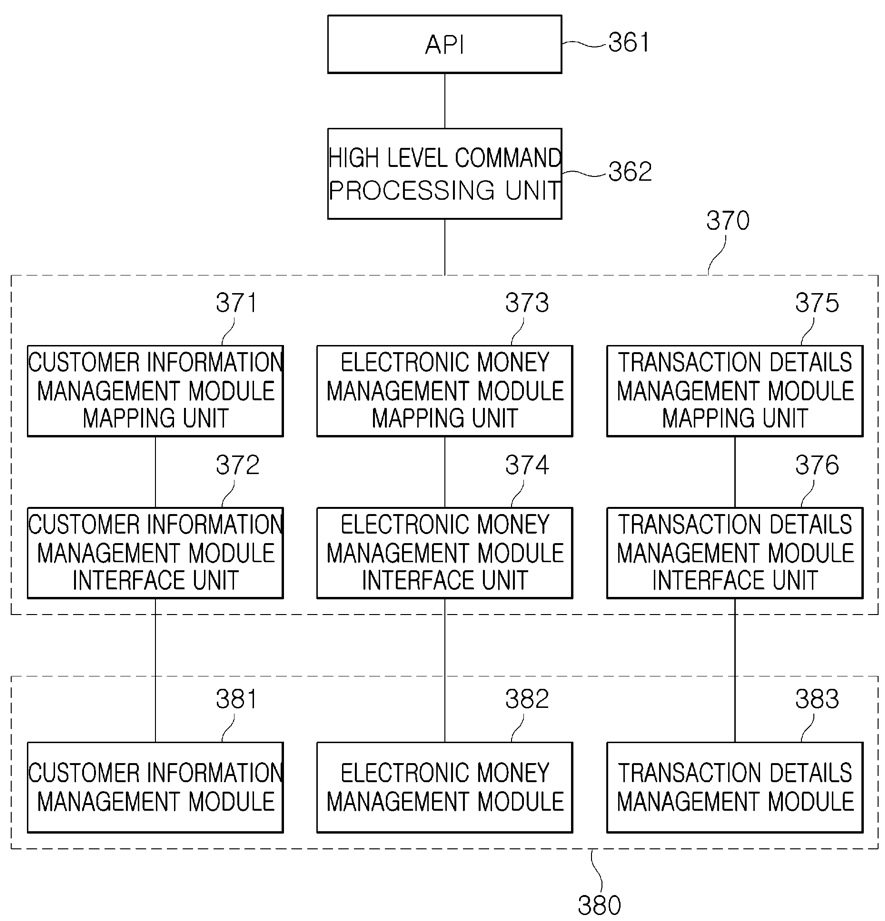 API
361
HIGH LEVEL COMMAND
PROCESSING UNIT
362
370
371
373
375
CUSTOMER INFORMATION
MANAGEMENT MODULE
MAPPING UNIT
ELECTRONIC MONEY
MANAGEMENT MODULE
MAPPING UNIT
TRANSACTION DETAILS
MANAGEMENT MODULE
MAPPING UNIT
372
374
376
CUSTOMER INFORMATION
MANAGEMENT MODULE
INTERFACE UNIT
ELECTRONIC MONEY
MANAGEMENT MODULE
INTERFACE UNIT
TRANSACTION DETAILS
MANAGEMENT MODULE
INTERFACE UNIT
381
382
383
CUSTOMER INFORMATION
MANAGEMENT MODULE
ELECTRONIC MONEY
MANAGEMENT MODULE
TRANSACTION DETAILS
MANAGEMENT MODULE
380